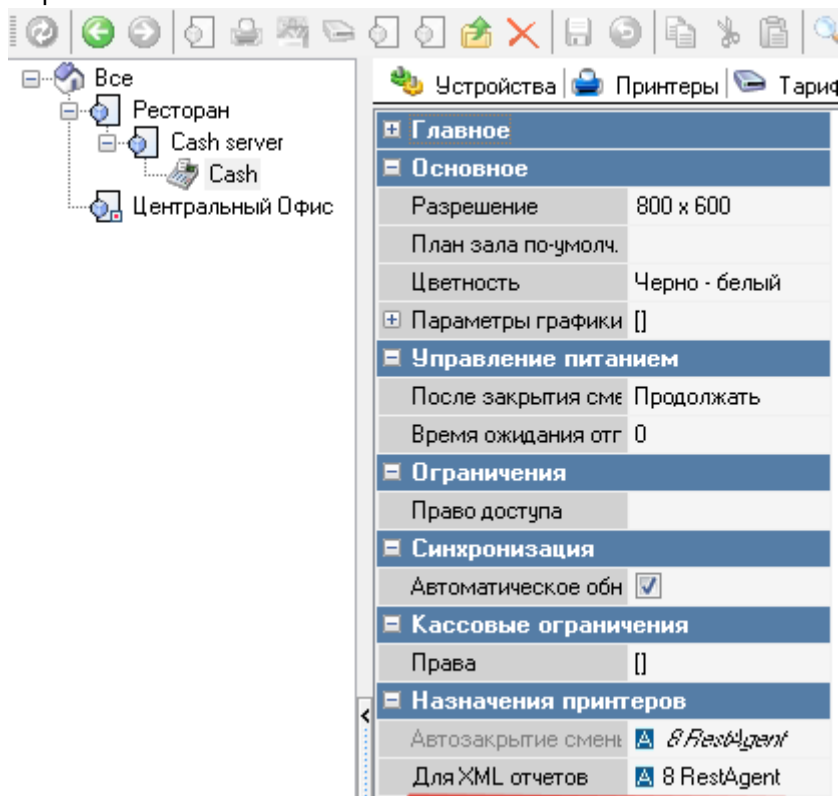 Все
Ресторан
Cash server
Cash
Центральный Офис
Устройства Принтеры Тариф
Главное
Основное
Разрешение 800 x 600
План зала по-умолч.
Цветность Черно - белый
Параметры графики []
Управление питанием
После закрытия сме Продолжать
Время ожидания отг 0
Ограничения
Право доступа
Синхронизация
Автоматическое обн
Кассовые ограничения
Права []
Назначения принтеров
Автозакрытие смень A 8 RestAgent
Для XML отчетов A 8 RestAgent